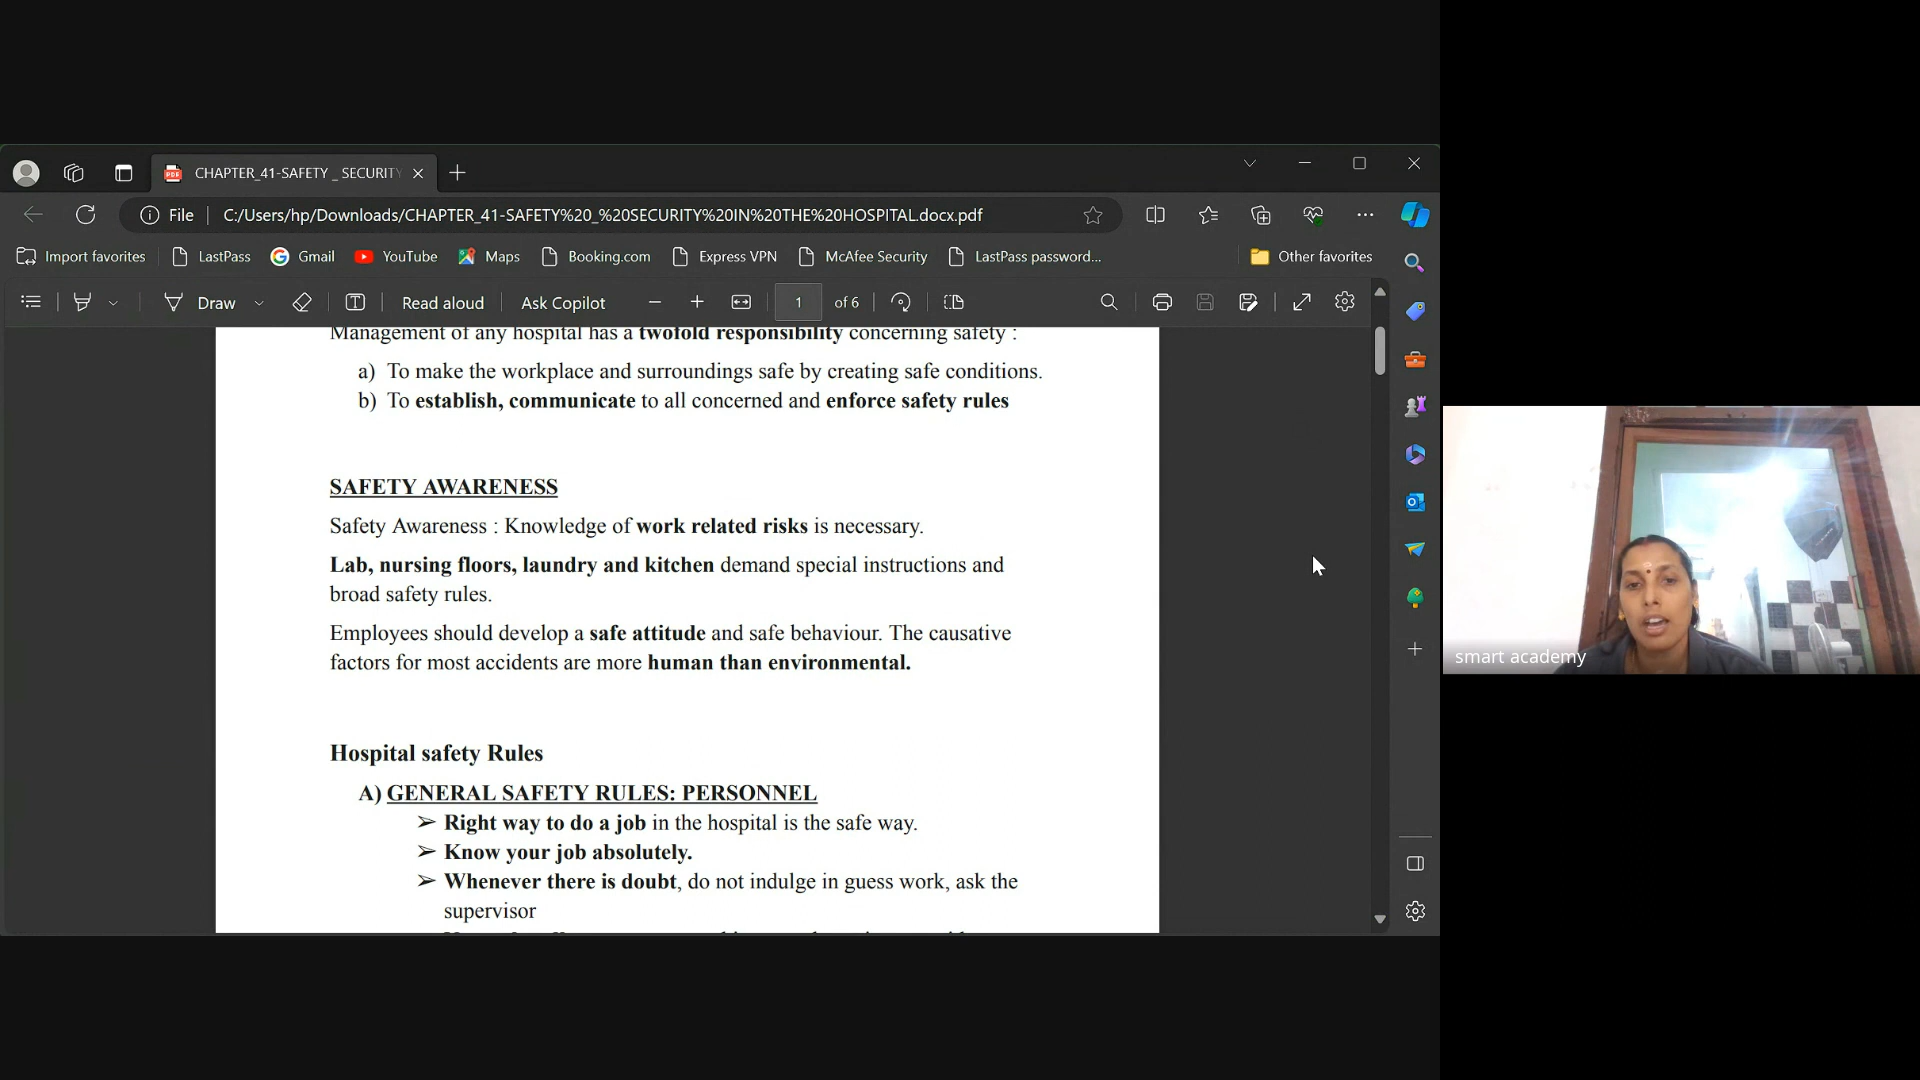 CHAPTER_41-SAFETY _ SECURITY
File
C:/Users/hp/Downloads/CHAPTER_41-SAFETY%20_%20SECURITY%20IN%20THE%20HOSPITAL.docx.pdf
Import favorites LastPass Gmail YouTube Maps Booking.com Express VPN McAfee Security LastPass password... Other favorites
Draw Read aloud Ask Copilot 1 of 6
Management of any hospital has a twofold responsibility concerning safety :
a) To make the workplace and surroundings safe by creating safe conditions.
b) To establish, communicate to all concerned and enforce safety rules
SAFETY AWARENESS
Safety Awareness : Knowledge of work related risks is necessary.
Lab, nursing floors, laundry and kitchen demand special instructions and
broad safety rules.
Employees should develop a safe attitude and safe behaviour. The causative
factors for most accidents are more human than environmental.
Hospital safety Rules
A) GENERAL SAFETY RULES: PERSONNEL
➢ Right way to do a job in the hospital is the safe way.
➢ Know your job absolutely.
➢ Whenever there is doubt, do not indulge in guess work, ask the
supervisor
smart academy